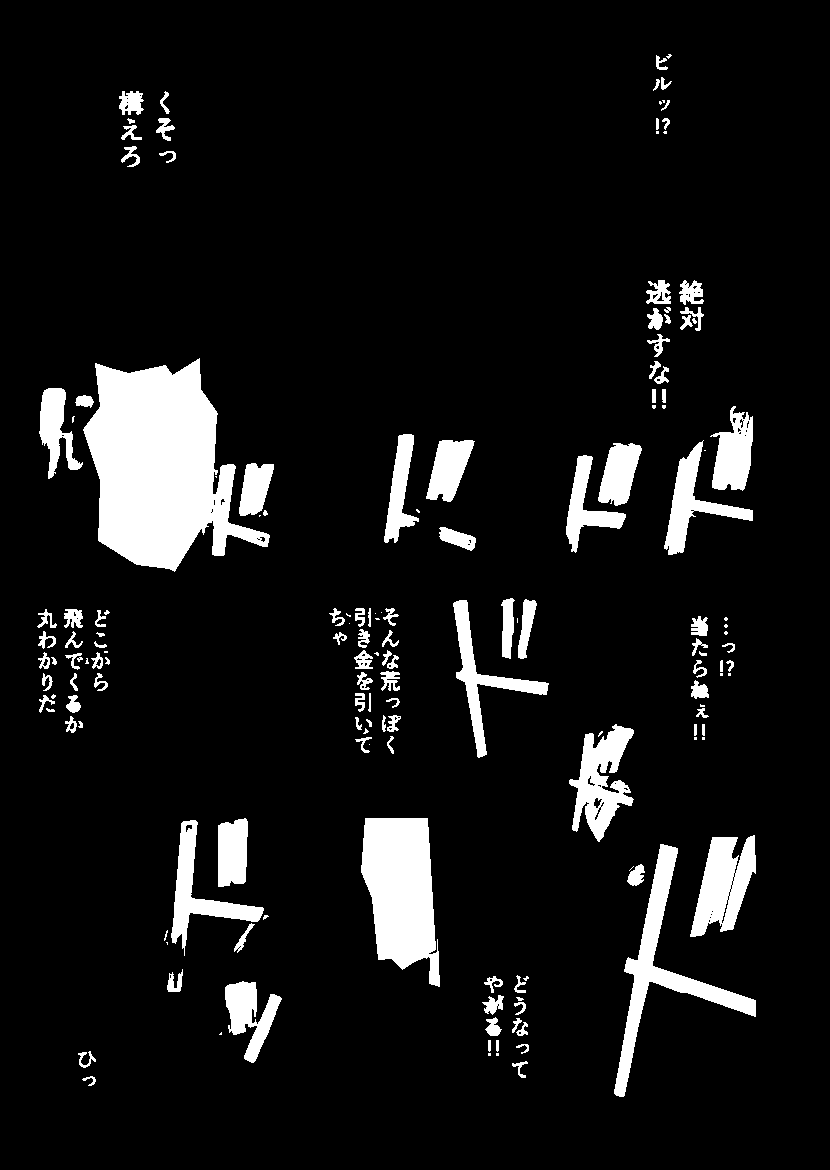 ビルッ!?
くそっ
構えろ
絶対
逃がすな!!
ド
ド
ド
ド
…っ!?
当たらねぇ!!
ド
そんな荒っぽく
引き金を引いて
ちゃ
どこから
飛んでくるか
丸わかりだ
ド
どうなって
やがる!!
ド
ひっ